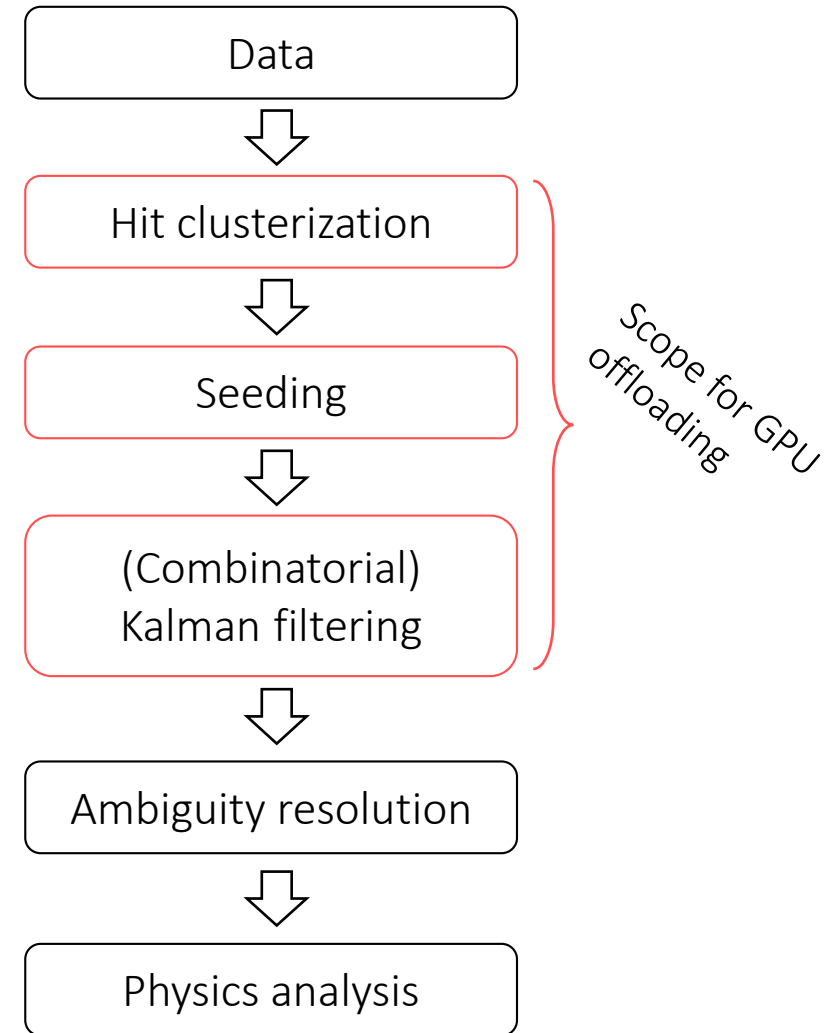 Data
Hit clusterization
Seeding
Scope for GPU
offloading
(Combinatorial)
Kalman filtering
Ambiguity resolution
Physics analysis